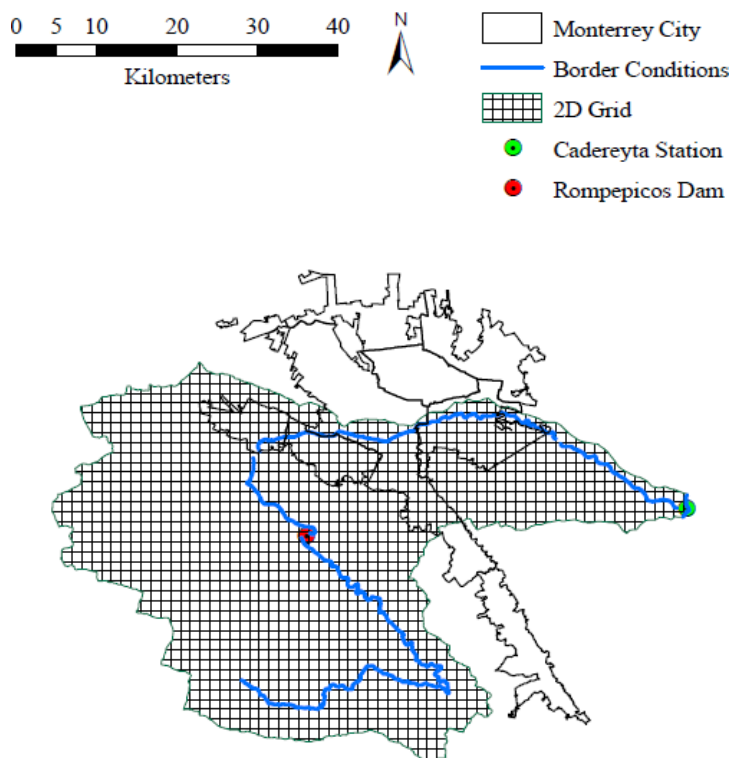 N
0 5 10 20 30 40
Kilometers
Monterrey City
Border Conditions
2D Grid
Cadereyta Station
Rompepicos Dam